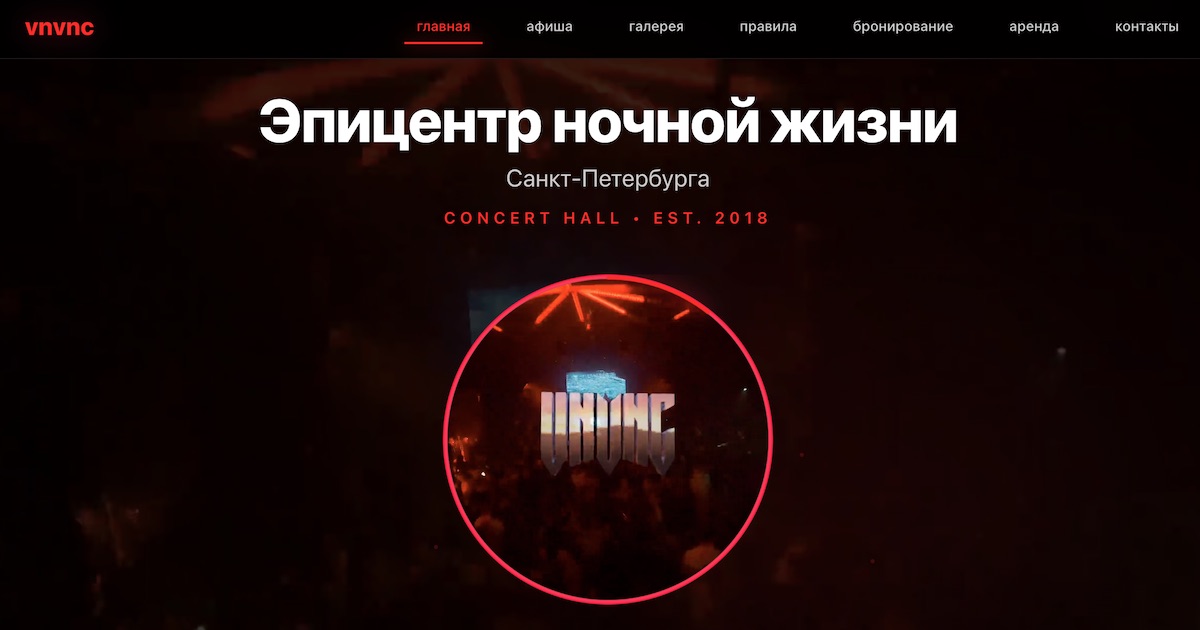 vnvnc
главная афиша галерея правила бронирование аренда контакты
Эпицентр ночной жизни
Санкт-Петербурга
CONCERT HALL • EST. 2018
VNVNC